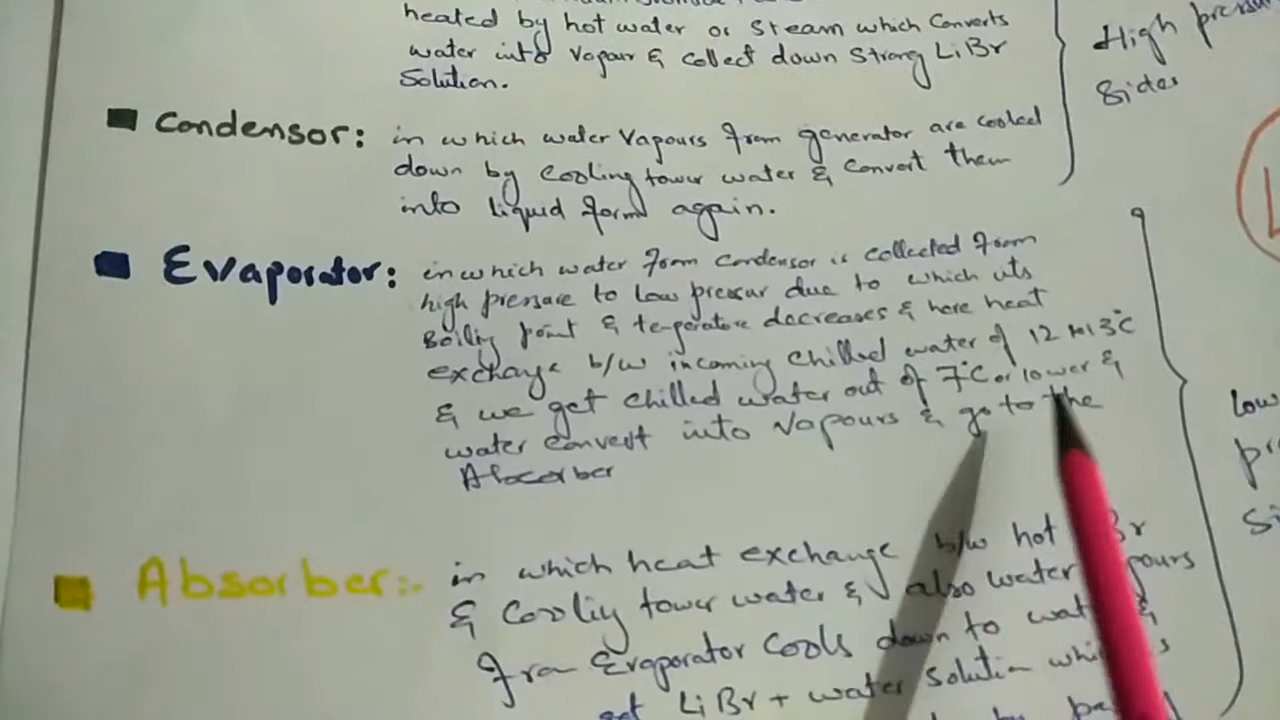 heated by hot water or Steam which Converts
water into Vapour & collect down Strong LiBr
Solution.
High
Sides
Condensor: in which water Vapours from generator are cooled
down by Cooling tower water & Convert them
into liquid form again.
Evaporator: in which water from Condensor is collected from
high pressure to low pressur due to which its
Boiling point & temperature decreases & here heat
exchange b/w incoming Chilled water of 12 to 13°C
& we get Chilled water out of 7°C or lower &
water convert into Vapours & go to the
Absorber
low
Absorber:- in which heat exchange b/w hot
& Cooling tower water & also water
from Evaporator Cools down to
LiBr + water Solution